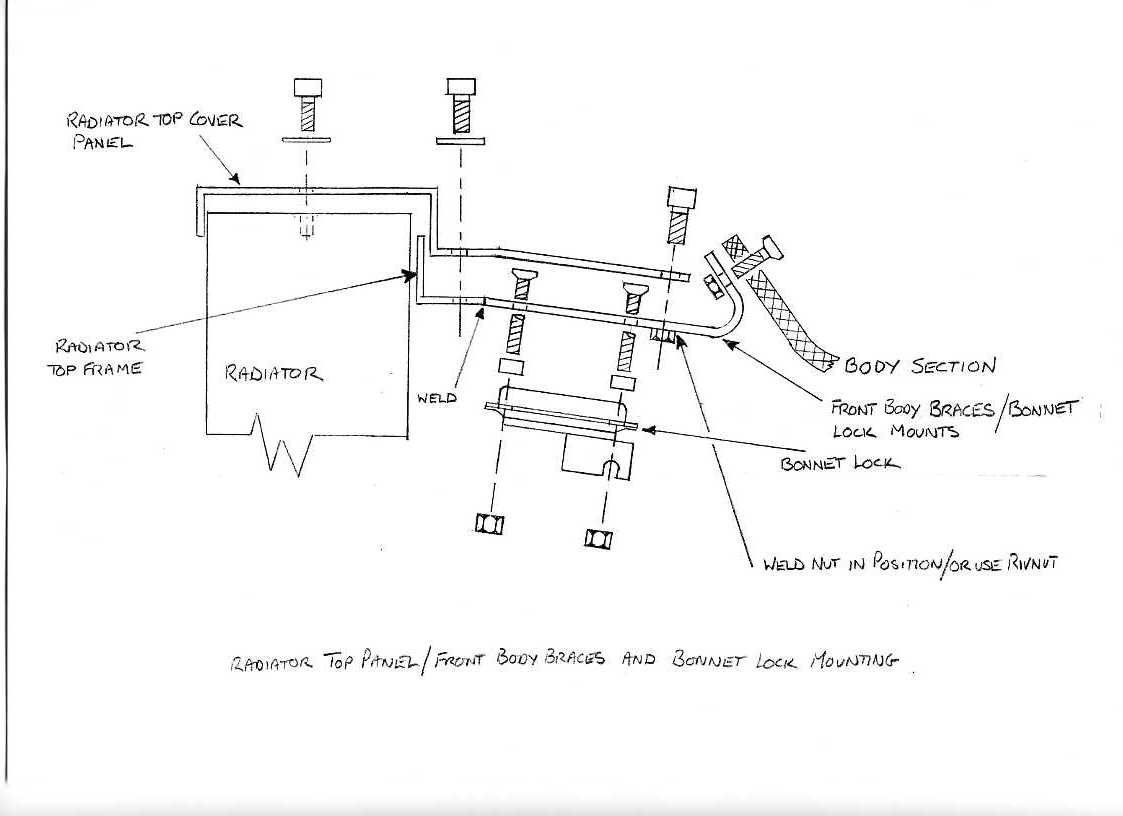 RADIATOR TOP COVER
PANEL
RADIATOR
TOP FRAME
RADIATOR
WELD
BODY SECTION
FRONT BODY BRACES/BONNET
LOCK MOUNTS
BONNET LOCK
WELD NUT IN POSITION/OR USE RIVNUT
RADIATOR TOP PANEL/FRONT BODY BRACES AND BONNET LOCK MOUNTING.